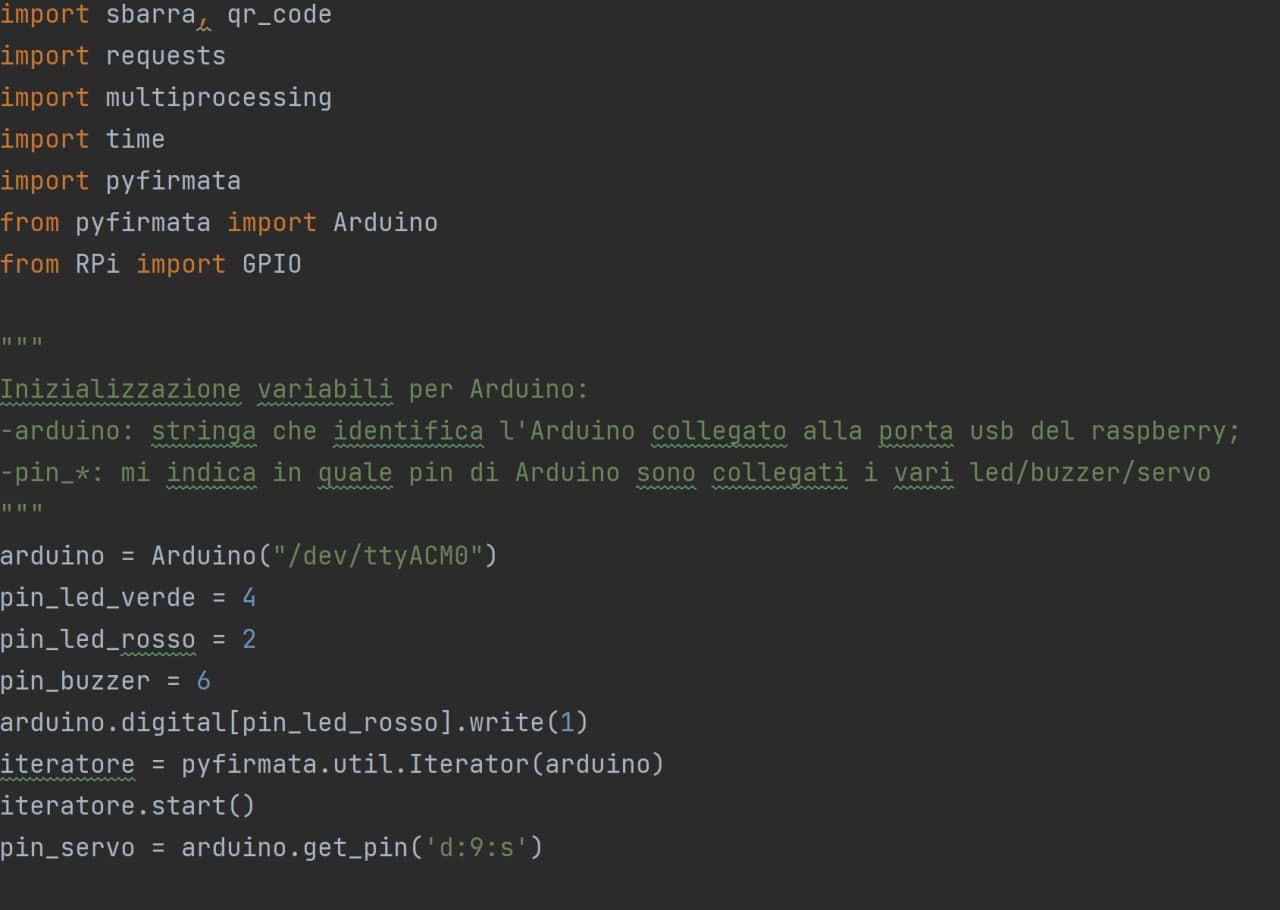 import sbarra, qr_code
import requests
import multiprocessing
import time
import pyfirmata
from pyfirmata import Arduino
from RPi import GPIO
"""
Inizializzazione variabili per Arduino:
-arduino: stringa che identifica l'Arduino collegato alla porta usb del raspberry;
-pin_*: mi indica in quale pin di Arduino sono collegati i vari led/buzzer/servo
"""
arduino = Arduino("/dev/ttyACM0")
pin_led_verde = 4
pin_led_rosso = 2
pin_buzzer = 6
arduino.digital[pin_led_rosso].write(1)
iteratore = pyfirmata.util.Iterator(arduino)
iteratore.start()
pin_servo = arduino.get_pin('d:9:s')